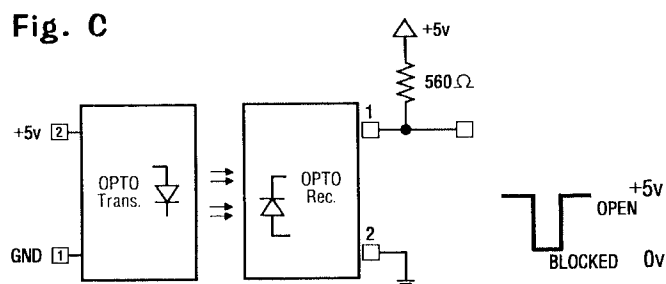 Fig. C
+5v
560Ω
1
+5v 2
OPTO
Trans.
OPTO
Rec.
2
GND 1
+5v
OPEN
BLOCKED 0v